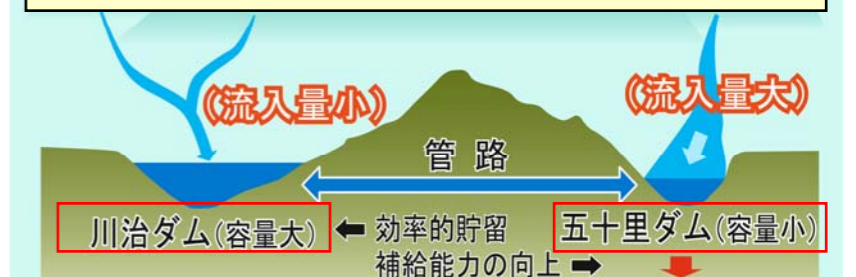 (流入量小)
(流入量大)
管路
川治ダム(容量大) ⬅ 効率的貯留 五十里ダム(容量小)
補給能力の向上 ➡